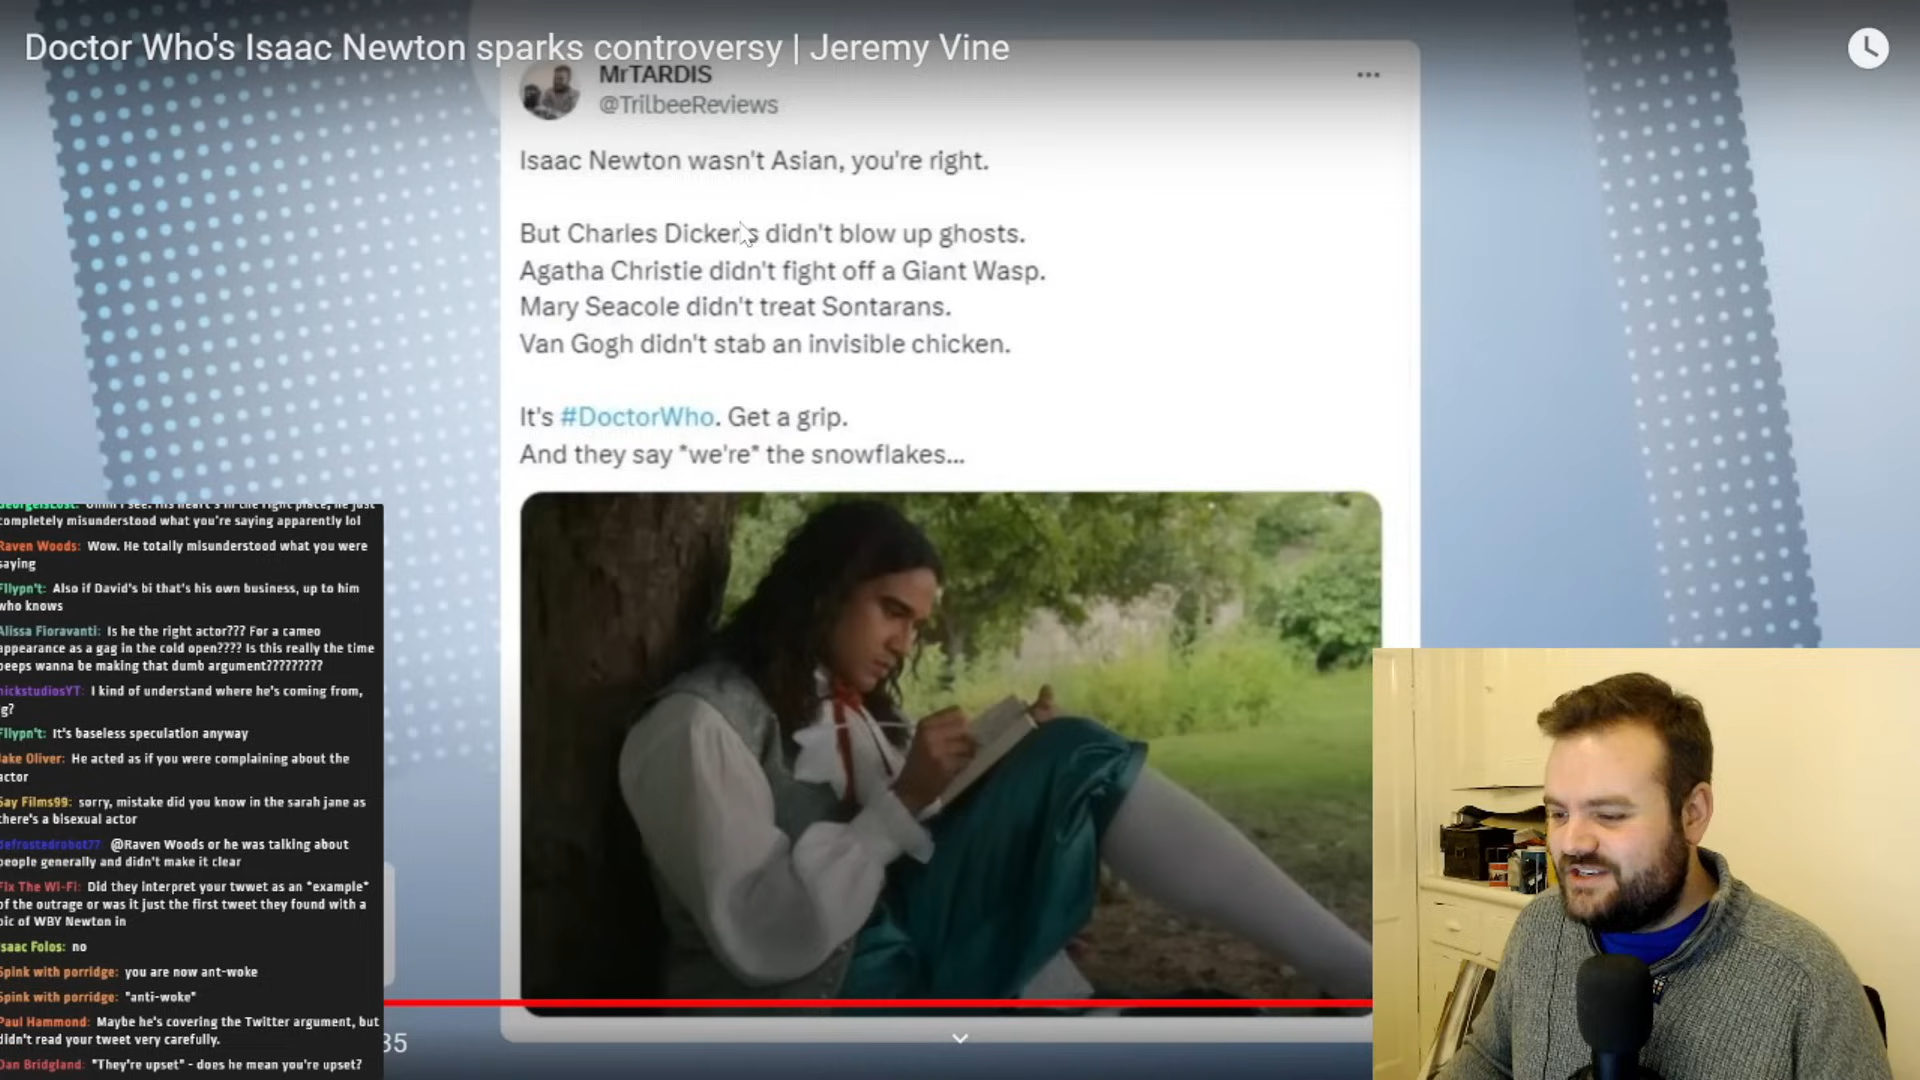 Doctor Who's Isaac Newton sparks controversy | Jeremy Vine
MrTARDIS
@TrilbeeReviews
Isaac Newton wasn't Asian, you're right.
But Charles Dickens didn't blow up ghosts.
Agatha Christie didn't fight off a Giant Wasp.
Mary Seacole didn't treat Sontarans.
Van Gogh didn't stab an invisible chicken.
It's #DoctorWho. Get a grip.
And they say *we're* the snowflakes...
completely misunderstood what you're saying apparently lol
Raven Woods: Wow. He totally misunderstood what you were
saying
Fllypn't: Also if David's bi that's his own business, up to him
who knows
Alissa Fioravanti: Is he the right actor??? For a cameo
appearance as a gag in the cold open???? Is this really the time
peeps wanna be making that dumb argument?????????
nickstudiosYT: I kind of understand where he's coming from,
ig?
Fllypn't: It's baseless speculation anyway
Jake Oliver: He acted as if you were complaining about the
actor
Say Films99: sorry, mistake did you know in the sarah jane as
there's a bisexual actor
defrostedrobot77: @Raven Woods or he was talking about
people generally and didn't make it clear
Fix The Wi-Fi: Did they interpret your twwet as an *example*
of the outrage or was it just the first tweet they found with a
pic of WBY Newton in
Isaac Folos: no
Spink with porridge: you are now ant-woke
Spink with porridge: "anti-woke"
Paul Hammond: Maybe he's covering the Twitter argument, but
didn't read your tweet very carefully.
Dan Bridgland: "They're upset" - does he mean you're upset?
35